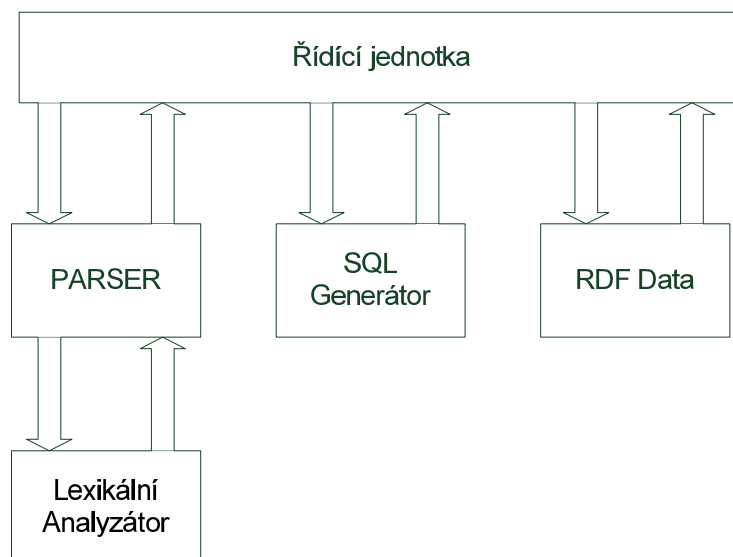 Řídící jednotka
PARSER
SQL
Generátor
RDF Data
Lexikální
Analyzátor